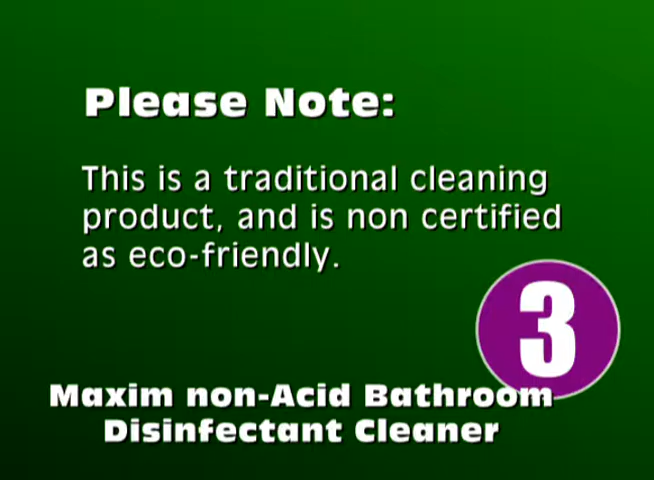 Please Note:
This is a traditional cleaning
product, and is non certified
as eco-friendly.
3
Maxim non-Acid Bathroom
Disinfectant Cleaner